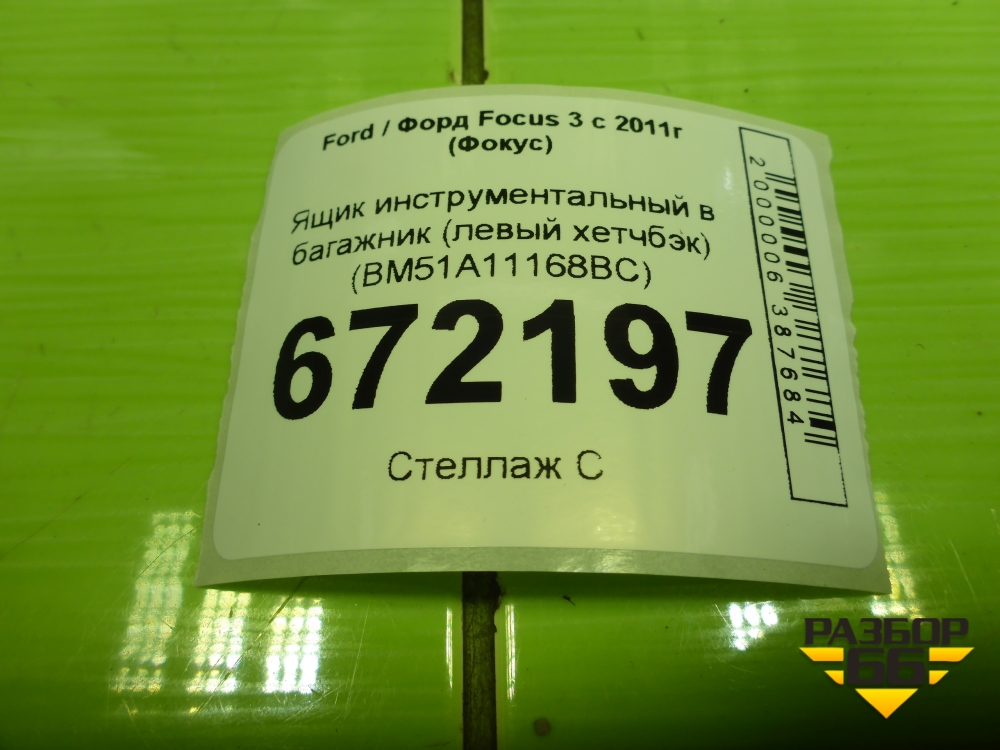 Ford / Форд Focus 3 с 2011г
(Фокус)
Ящик инструментальный в
багажник (левый хетчбэк)
(BM51A11168BC)
672197
Стеллаж С
2000006387684
РАЗБОР
66